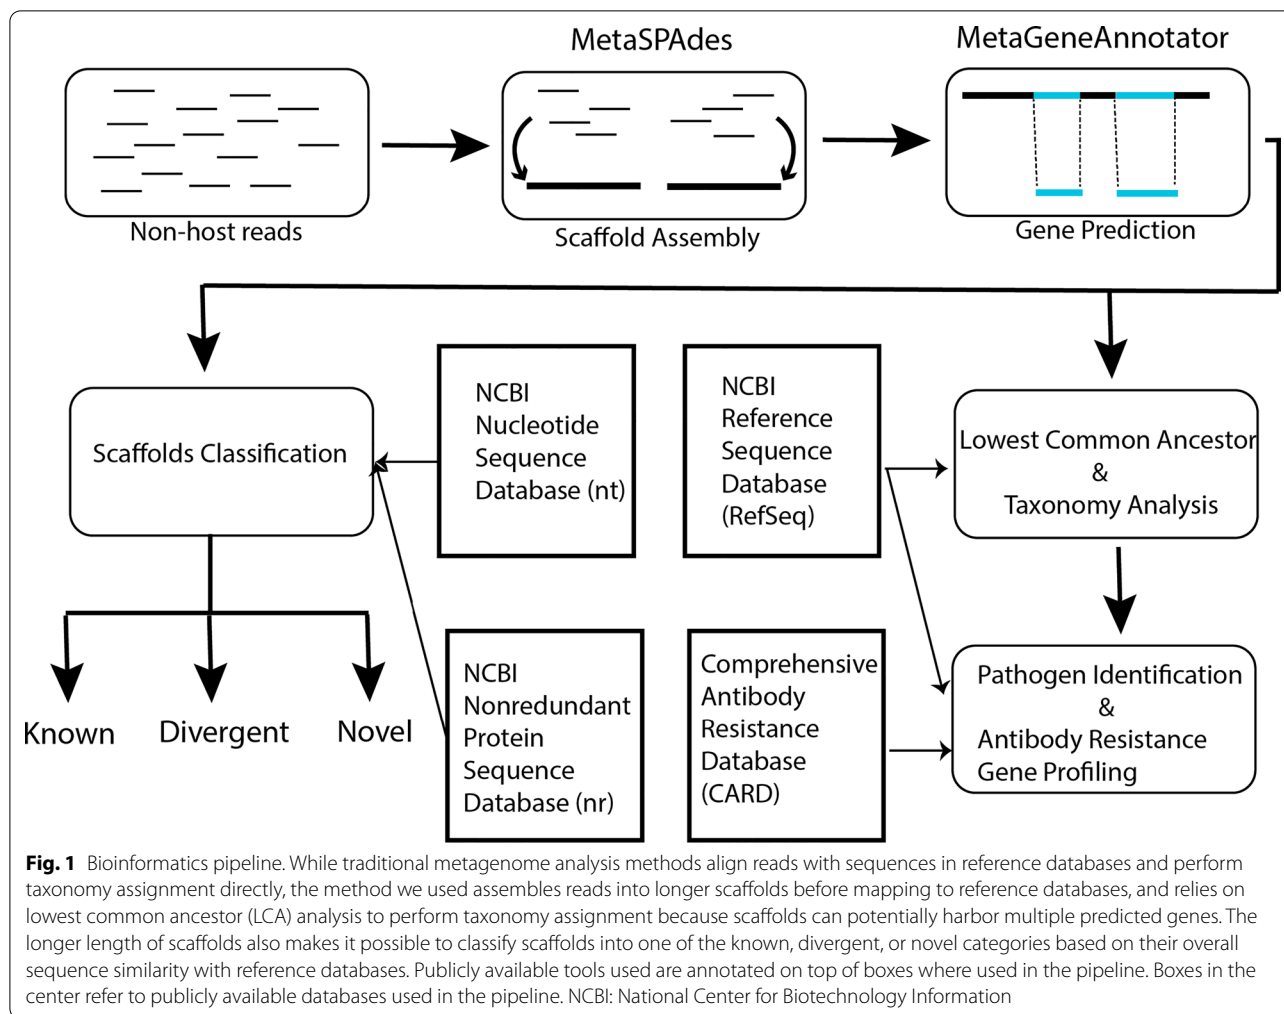 MetaSPAdes
MetaGeneAnnotator
Non-host reads
Scaffold Assembly
Gene Prediction
Scaffolds Classification
NCBI
Nucleotide
Sequence
Database (nt)
NCBI
Reference
Sequence
Database
(RefSeq)
Lowest Common Ancestor
&
Taxonomy Analysis
Known
Divergent
Novel
NCBI
Nonredundant
Protein
Sequence
Database (nr)
Comprehensive
Antibody
Resistance
Database
(CARD)
Pathogen Identification
&
Antibody Resistance
Gene Profiling
Fig. 1 Bioinformatics pipeline. While traditional metagenome analysis methods align reads with sequences in reference databases and perform
taxonomy assignment directly, the method we used assembles reads into longer scaffolds before mapping to reference databases, and relies on
lowest common ancestor (LCA) analysis to perform taxonomy assignment because scaffolds can potentially harbor multiple predicted genes. The
longer length of scaffolds also makes it possible to classify scaffolds into one of the known, divergent, or novel categories based on their overall
sequence similarity with reference databases. Publicly available tools used are annotated on top of boxes where used in the pipeline. Boxes in the
center refer to publicly available databases used in the pipeline. NCBI: National Center for Biotechnology Information